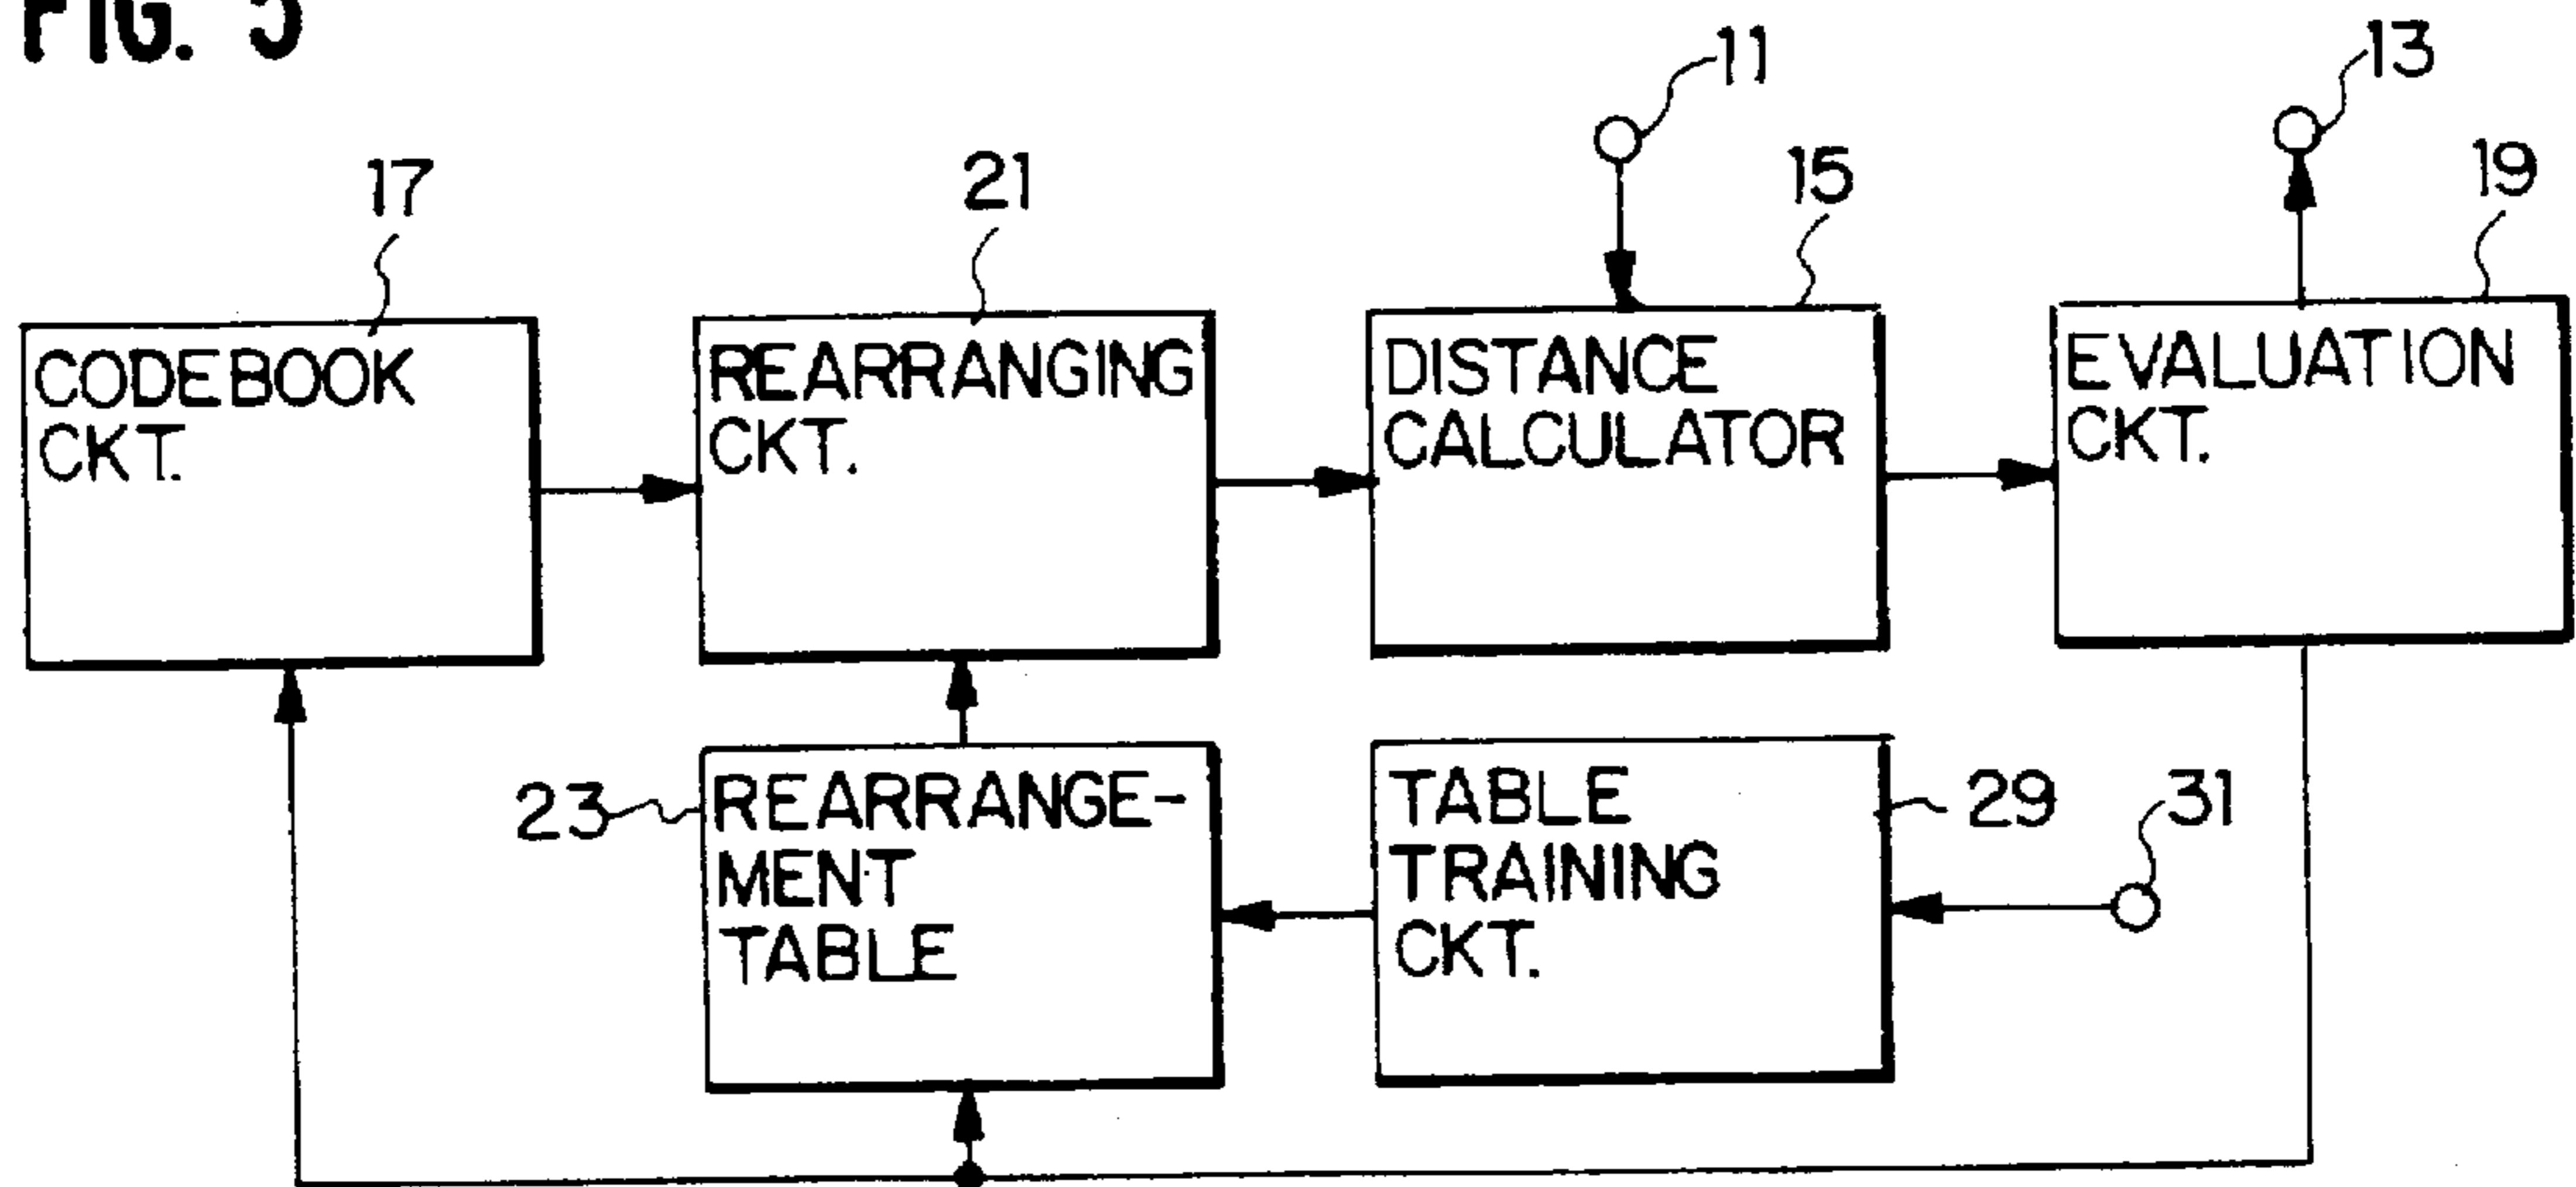 FIG. 5
11
13
17
21
15
19
CODEBOOK
CKT.
REARRANGING
CKT.
DISTANCE
CALCULATOR
EVALUATION
CKT.
23
REARRANGE-
MENT
TABLE
TABLE
TRAINING
CKT.
29
31